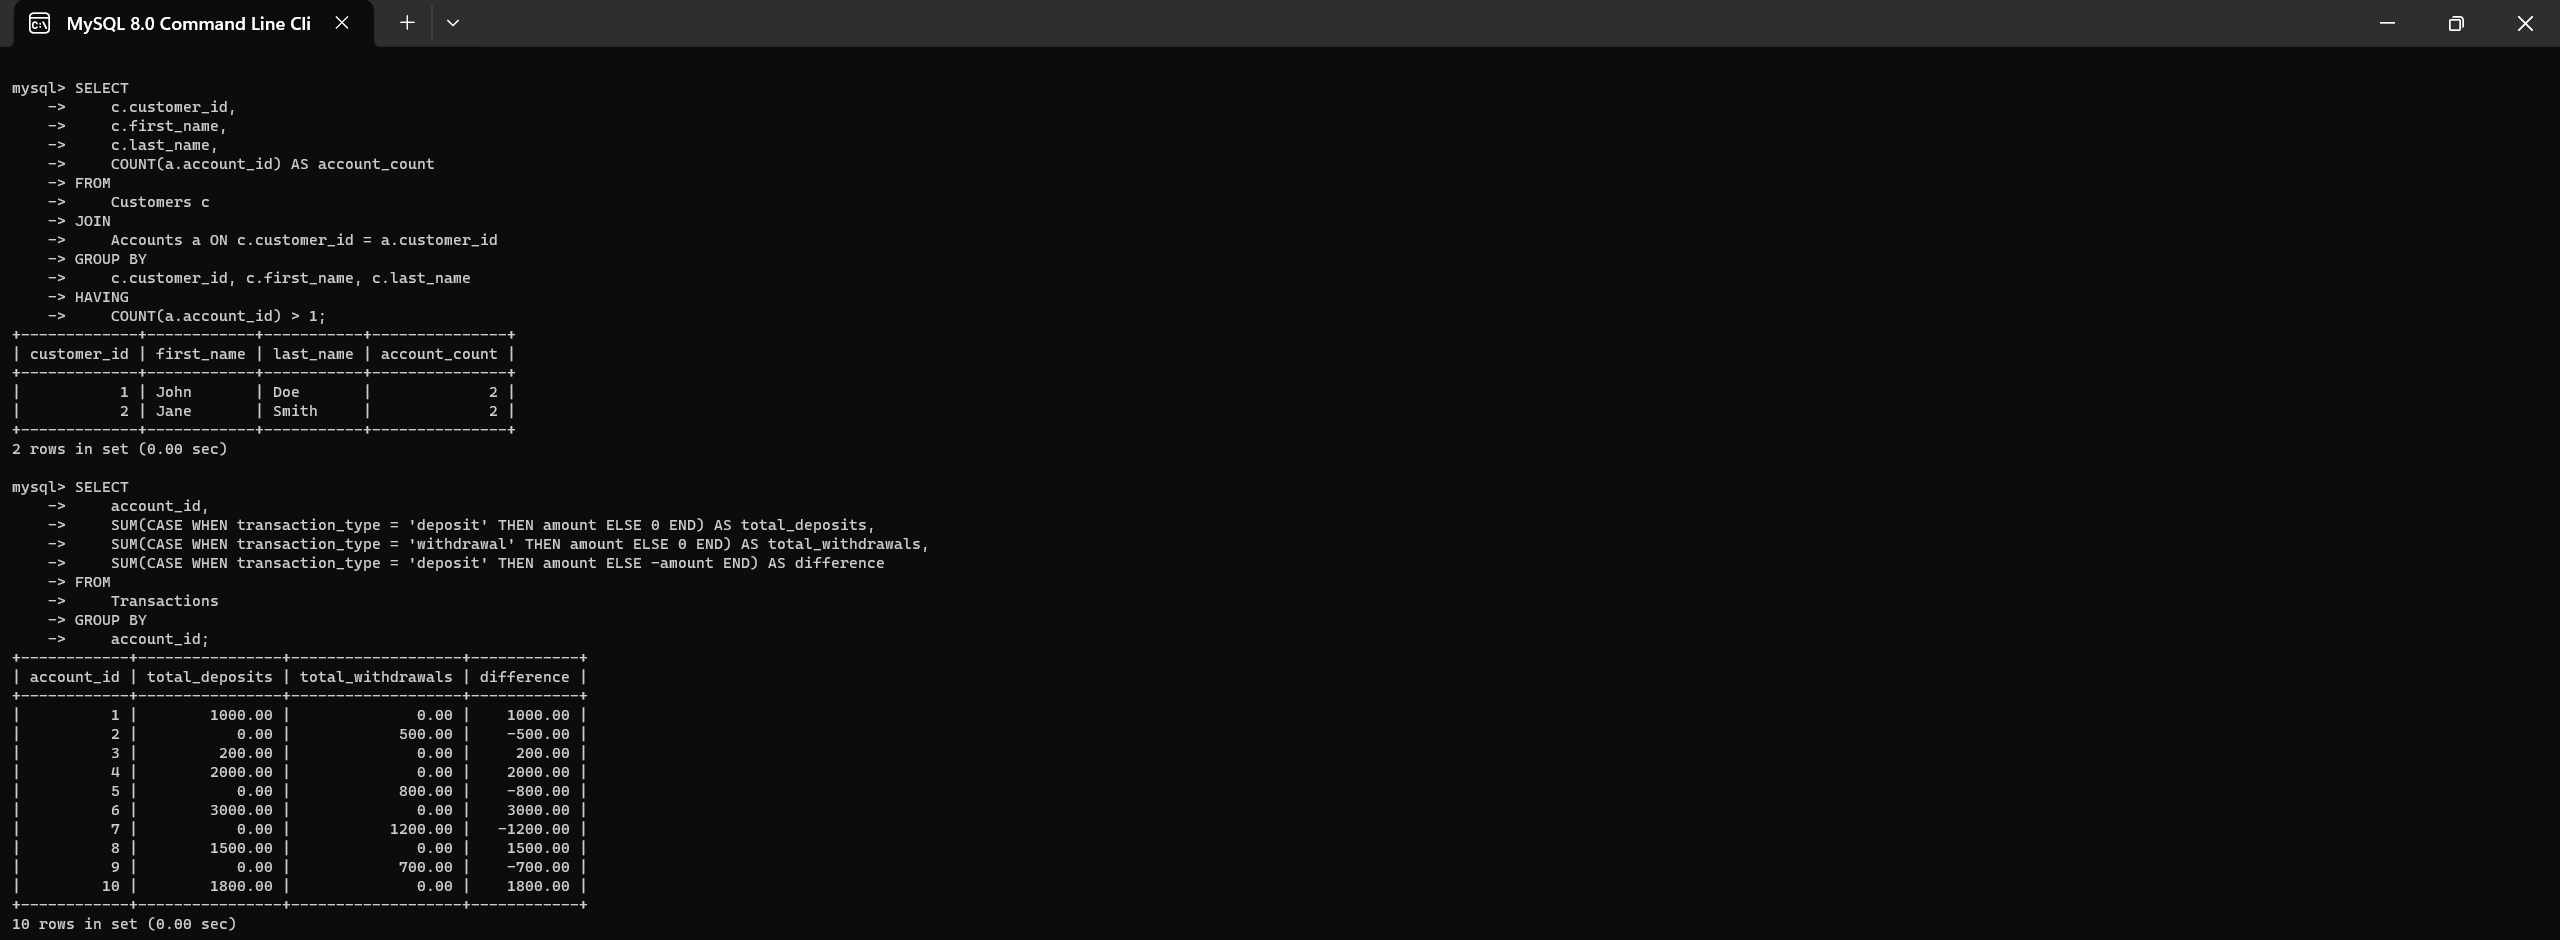 MySQL 8.0 Command Line Cli
mysql> SELECT
    ->     c.customer_id,
    ->     c.first_name,
    ->     c.last_name,
    ->     COUNT(a.account_id) AS account_count
    -> FROM
    ->     Customers c
    -> JOIN
    ->     Accounts a ON c.customer_id = a.customer_id
    -> GROUP BY
    ->     c.customer_id, c.first_name, c.last_name
    -> HAVING
    ->     COUNT(a.account_id) > 1;
+-------------+------------+-----------+---------------+
| customer_id | first_name | last_name | account_count |
+-------------+------------+-----------+---------------+
|           1 | John       | Doe       |             2 |
|           2 | Jane       | Smith     |             2 |
+-------------+------------+-----------+---------------+
2 rows in set (0.00 sec)
mysql> SELECT
    ->     account_id,
    ->     SUM(CASE WHEN transaction_type = 'deposit' THEN amount ELSE 0 END) AS total_deposits,
    ->     SUM(CASE WHEN transaction_type = 'withdrawal' THEN amount ELSE 0 END) AS total_withdrawals,
    ->     SUM(CASE WHEN transaction_type = 'deposit' THEN amount ELSE -amount END) AS difference
    -> FROM
    ->     Transactions
    -> GROUP BY
    ->     account_id;
+------------+----------------+-------------------+------------+
| account_id | total_deposits | total_withdrawals | difference |
+------------+----------------+-------------------+------------+
|          1 |        1000.00 |              0.00 |    1000.00 |
|          2 |           0.00 |            500.00 |    -500.00 |
|          3 |         200.00 |              0.00 |     200.00 |
|          4 |        2000.00 |              0.00 |    2000.00 |
|          5 |           0.00 |            800.00 |    -800.00 |
|          6 |        3000.00 |              0.00 |    3000.00 |
|          7 |           0.00 |           1200.00 |   -1200.00 |
|          8 |        1500.00 |              0.00 |    1500.00 |
|          9 |           0.00 |            700.00 |    -700.00 |
|         10 |        1800.00 |              0.00 |    1800.00 |
+------------+----------------+-------------------+------------+
10 rows in set (0.00 sec)